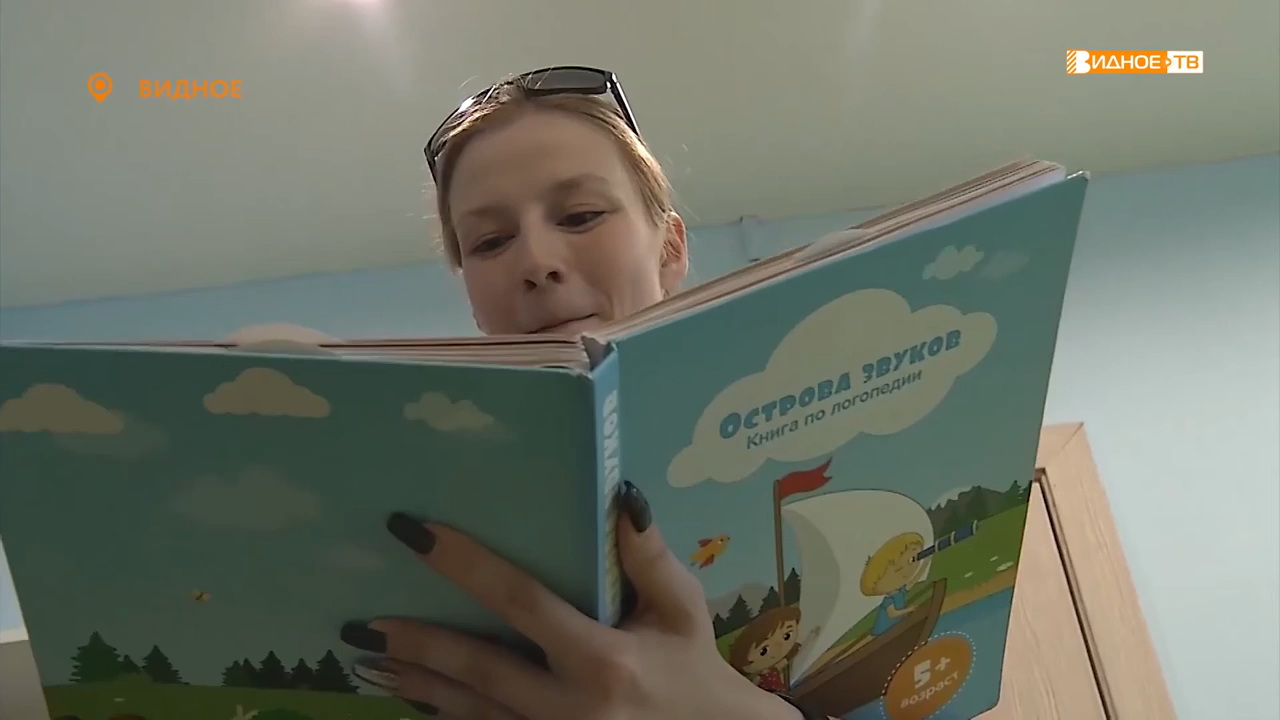 ВИДНОЕ
ВИДНОЕ ТВ
ОСТРОВА ЗВУКОВ
Книга по логопедии
5+
возраст